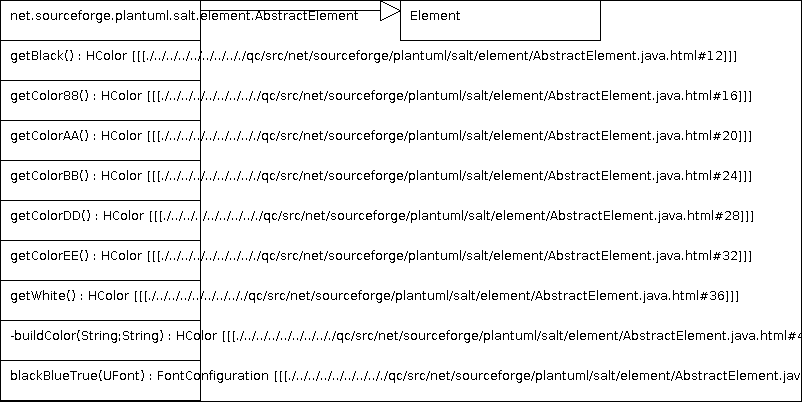 net.sourceforge.plantuml.salt.element.AbstractElement
Element
getBlack() : HColor [[[./../../../../../../../../qc/src/net/sourceforge/plantuml/salt/element/AbstractElement.java.html#12]]]
getColor88() : HColor [[[./../../../../../../../../qc/src/net/sourceforge/plantuml/salt/element/AbstractElement.java.html#16]]]
getColorAA() : HColor [[[./../../../../../../../../qc/src/net/sourceforge/plantuml/salt/element/AbstractElement.java.html#20]]]
getColorBB() : HColor [[[./../../../../../../../../qc/src/net/sourceforge/plantuml/salt/element/AbstractElement.java.html#24]]]
getColorDD() : HColor [[[./../../../../../../../../qc/src/net/sourceforge/plantuml/salt/element/AbstractElement.java.html#28]]]
getColorEE() : HColor [[[./../../../../../../../../qc/src/net/sourceforge/plantuml/salt/element/AbstractElement.java.html#32]]]
getWhite() : HColor [[[./../../../../../../../../qc/src/net/sourceforge/plantuml/salt/element/AbstractElement.java.html#36]]]
-buildColor(String;String) : HColor [[[./../../../../../../../../qc/src/net/sourceforge/plantuml/salt/element/AbstractElement.java.html#4
blackBlueTrue(UFont) : FontConfiguration [[[./../../../../../../../../qc/src/net/sourceforge/plantuml/salt/element/AbstractElement.jav